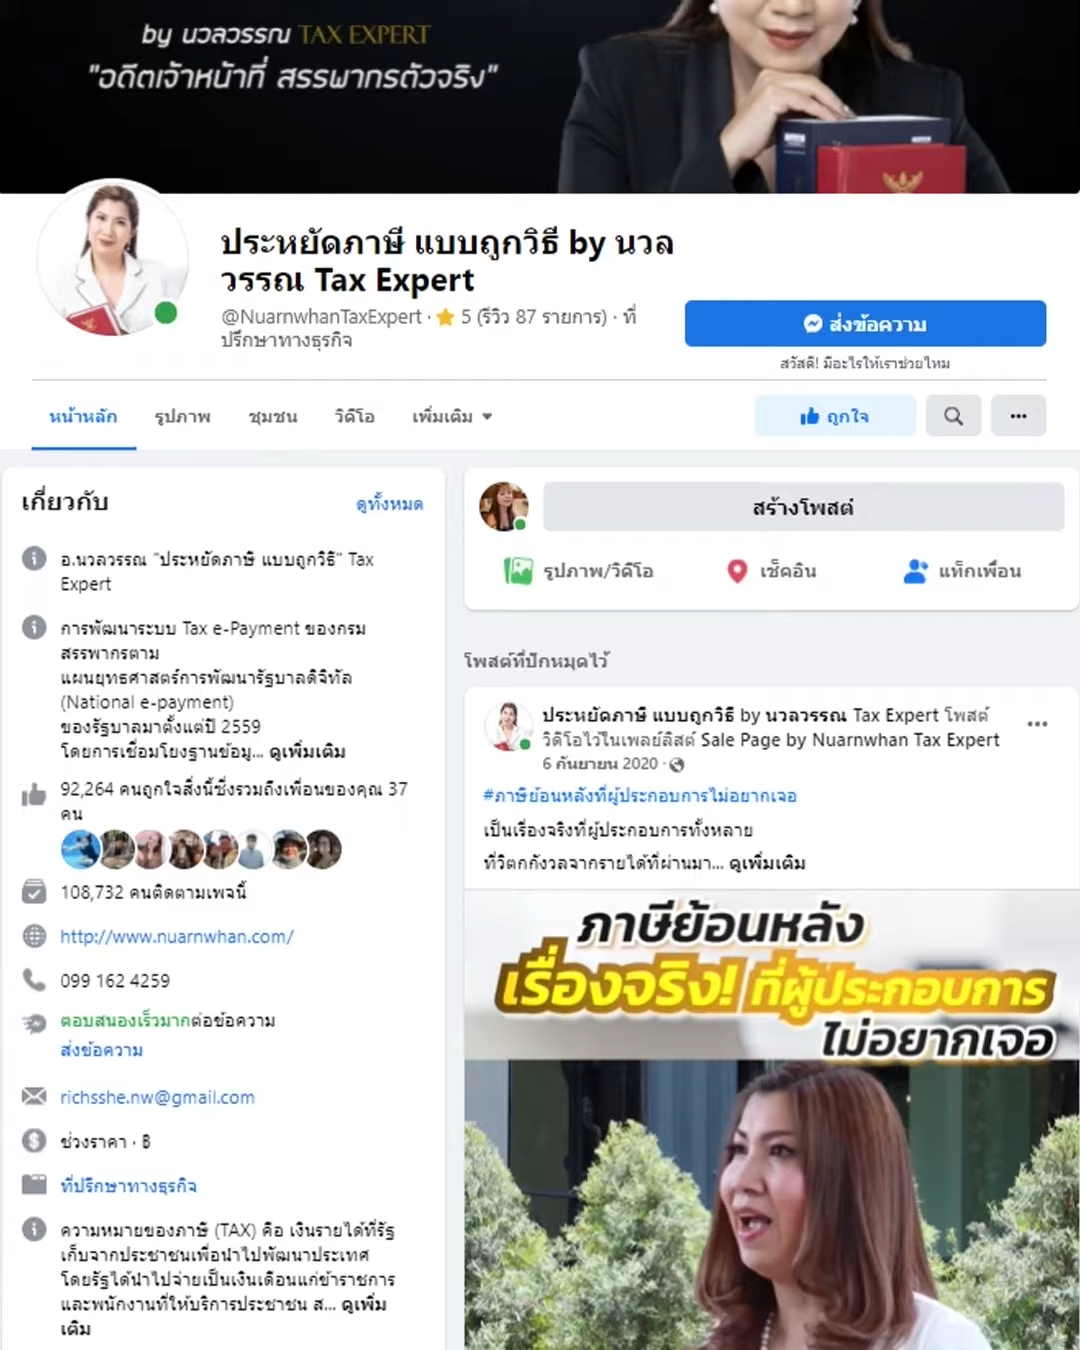 by นวลวรรณ TAX EXPERT
"อดีตเจ้าหน้าที่ สรรพากรตัวจริง"
ประหยัดภาษี แบบถูกวิธี by นวล
วรรณ Tax Expert
@NuarnwhanTaxExpert · 5 (รีวิว 87 รายการ) · ที่
ปรึกษาทางธุรกิจ
ส่งข้อความ
สวัสดี! มีอะไรให้เราช่วยไหม
หน้าหลัก
รูปภาพ
ชุมชน
วิดีโอ
เพิ่มเติม
ถูกใจ
เกี่ยวกับ
ดูทั้งหมด
อ.นวลวรรณ "ประหยัดภาษี แบบถูกวิธี" Tax
Expert
การพัฒนาระบบ Tax e-Payment ของกรม
สรรพากรตาม
แผนยุทธศาสตร์การพัฒนารัฐบาลดิจิทัล
(National e-payment)
ของรัฐบาลมาตั้งแต่ปี 2559
โดยการเชื่อมโยงฐานข้อมู... ดูเพิ่มเติม
92,264 คนถูกใจสิ่งนี้ซึ่งรวมถึงเพื่อนของคุณ 37
คน
108,732 คนติดตามเพจนี้
http://www.nuarnwhan.com/
099 162 4259
ตอบสนองเร็วมากต่อข้อความ
ส่งข้อความ
richsshe.nw@gmail.com
ช่วงราคา · ฿
ที่ปรึกษาทางธุรกิจ
ความหมายของภาษี (TAX) คือ เงินรายได้ที่รัฐ
เก็บจากประชาชนเพื่อนำไปพัฒนาประเทศ
โดยรัฐได้นำไปจ่ายเป็นเงินเดือนแก่ข้าราชการ
และพนักงานที่ให้บริการประชาชน ส... ดูเพิ่ม
เติม
สร้างโพสต์
รูปภาพ/วิดีโอ
เช็คอิน
แท็กเพื่อน
โพสต์ที่ปักหมุดไว้
ประหยัดภาษี แบบถูกวิธี by นวลวรรณ Tax Expert โพสต์
วิดีโอไว้ในเพลย์ลิสต์ Sale Page by Nuarnwhan Tax Expert
6 กันยายน 2020 ·
#ภาษีย้อนหลังที่ผู้ประกอบการไม่อยากเจอ
เป็นเรื่องจริงที่ผู้ประกอบการทั้งหลาย
ที่วิตกกังวลจากรายได้ที่ผ่านมา... ดูเพิ่มเติม
ภาษีย้อนหลัง
เรื่องจริง! ที่ผู้ประกอบการ
ไม่อยากเจอ